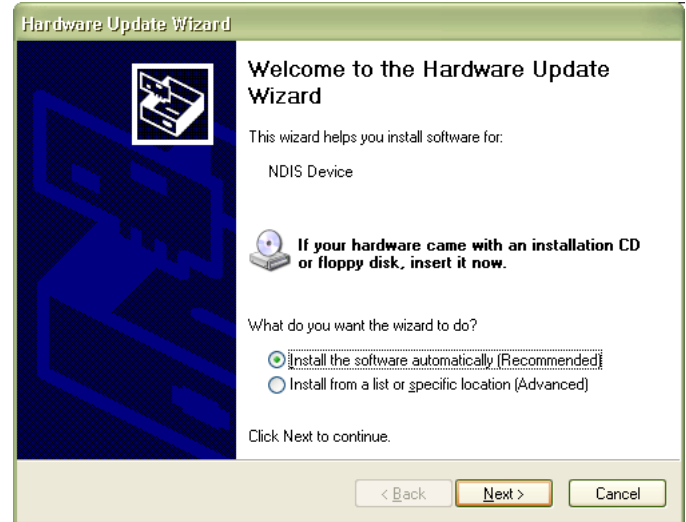 Hardware Update Wizard
Welcome to the Hardware Update
Wizard
This wizard helps you install software for:
NDIS Device
If your hardware came with an installation CD
or floppy disk, insert it now.
What do you want the wizard to do?
Install the software automatically (Recommended)
Install from a list or specific location (Advanced)
Click Next to continue.
< Back Next > Cancel